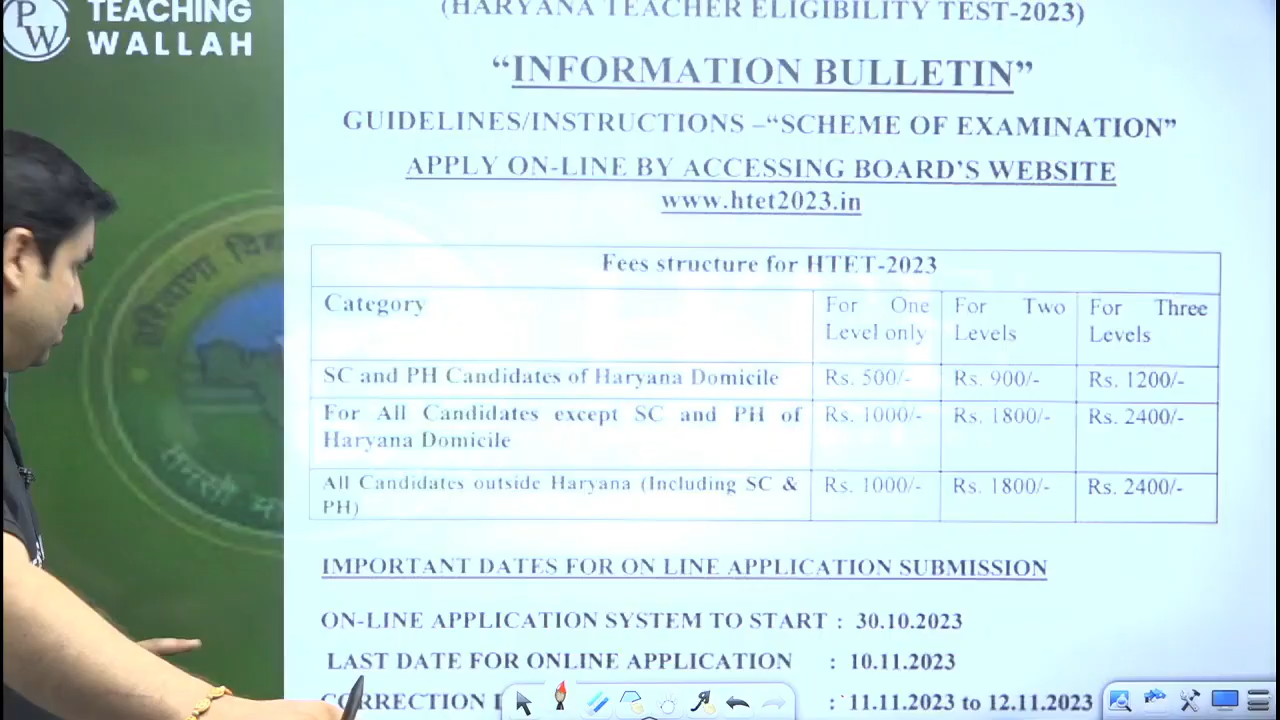 TEACHING
WALLAH
PW
(HARYANA TEACHER ELIGIBILITY TEST-2023)
“INFORMATION BULLETIN”
GUIDELINES/INSTRUCTIONS –“SCHEME OF EXAMINATION”
APPLY ON-LINE BY ACCESSING BOARD’S WEBSITE
www.htet2023.in
Fees structure for HTET-2023
Category For One Level only For Two Levels For Three Levels
SC and PH Candidates of Haryana Domicile Rs. 500/- Rs. 900/- Rs. 1200/-
For All Candidates except SC and PH of Rs. 1000/- Rs. 1800/- Rs. 2400/-
Haryana Domicile
All Candidates outside Haryana (Including SC & Rs. 1000/- Rs. 1800/- Rs. 2400/-
PH)
IMPORTANT DATES FOR ON LINE APPLICATION SUBMISSION
ON-LINE APPLICATION SYSTEM TO START : 30.10.2023
LAST DATE FOR ONLINE APPLICATION : 10.11.2023
CORRECTION : 11.11.2023 to 12.11.2023
हरियाणा